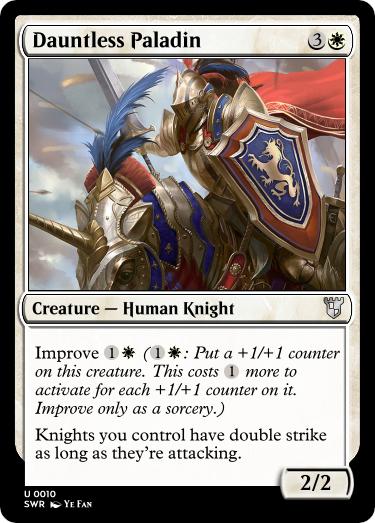 Dauntless Paladin 3
Creature — Human Knight
Improve 1 (1 : Put a +1/+1 counter
on this creature. This costs 1 more to
activate for each +1/+1 counter on it.
Improve only as a sorcery.)
Knights you control have double strike
as long as they're attacking.
2/2
U 0010
SWR Ye Fan